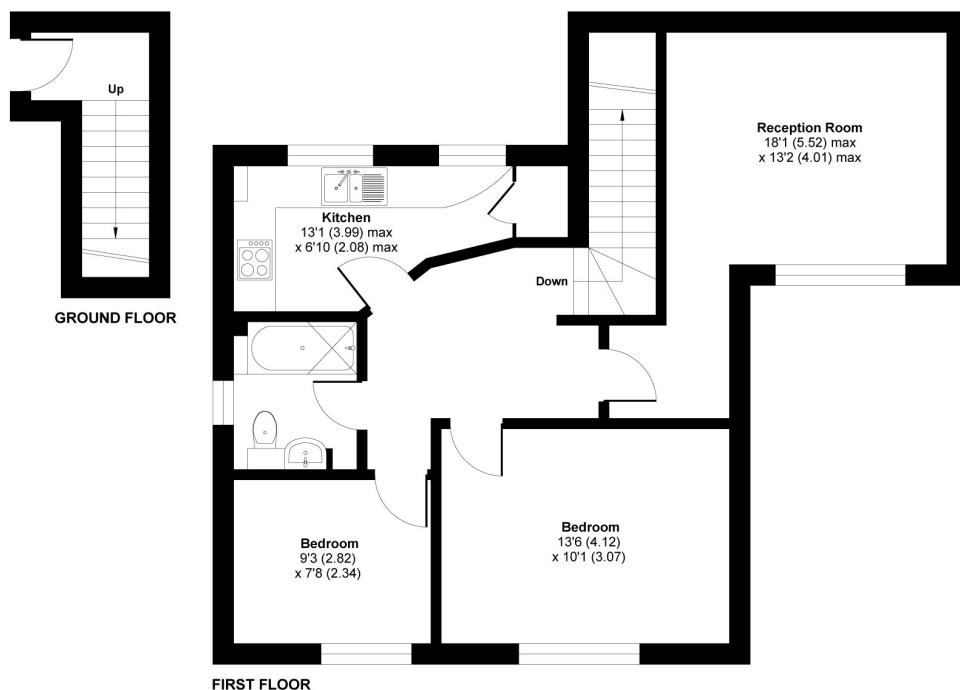 Up
GROUND FLOOR
Reception Room
18'1 (5.52) max
x 13'2 (4.01) max
Kitchen
13'1 (3.99) max
x 6'10 (2.08) max
Down
Bedroom
9'3 (2.82)
x 7'8 (2.34)
Bedroom
13'6 (4.12)
x 10'1 (3.07)
FIRST FLOOR